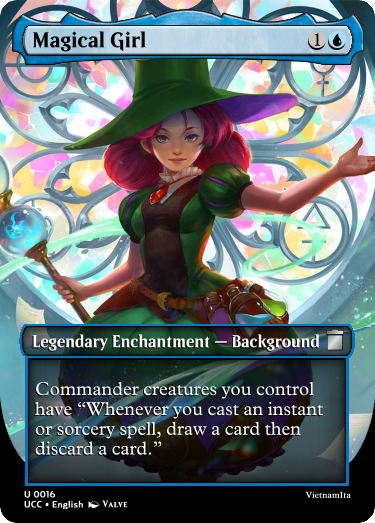 Magical Girl 1
Legendary Enchantment — Background
Commander creatures you control
have “Whenever you cast an instant
or sorcery spell, draw a card then
discard a card.”
U 0016
UCC • English VALVE
VietnamIta